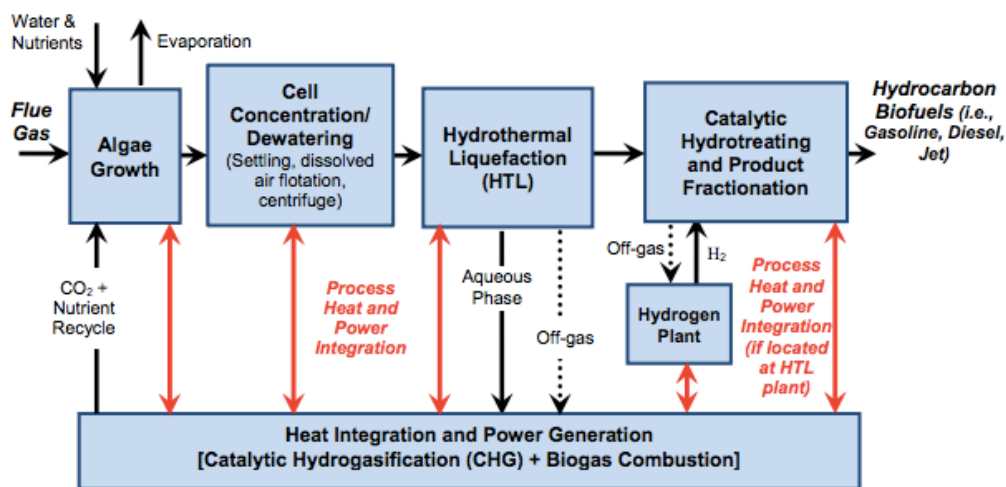 Water &
Nutrients
Evaporation
Flue
Gas
Algae
Growth
Cell
Concentration/
Dewatering
(Settling, dissolved
air flotation,
centrifuge)
Hydrothermal
Liquefaction
(HTL)
Catalytic
Hydrotreating
and Product
Fractionation
Hydrocarbon
Biofuels (i.e.,
Gasoline, Diesel,
Jet)
CO2 +
Nutrient
Recycle
Process
Heat and
Power
Integration
Aqueous
Phase
Off-gas
Off-gas
H2
Hydrogen
Plant
Process
Heat and
Power
Integration
(if located
at HTL
plant)
Heat Integration and Power Generation
[Catalytic Hydrogasification (CHG) + Biogas Combustion]